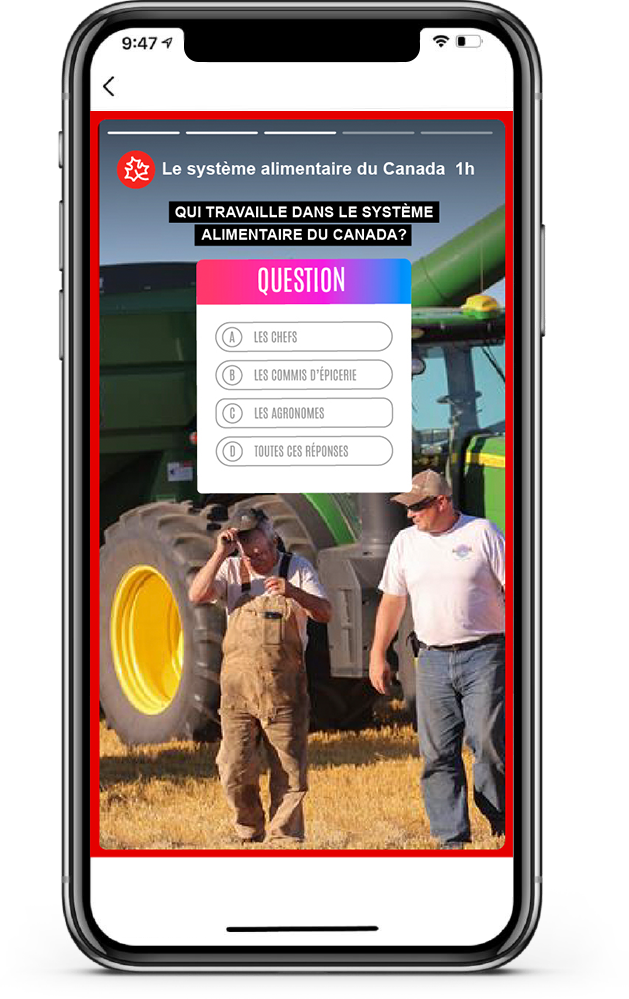 9:47
Le système alimentaire du Canada 1h
QUI TRAVAILLE DANS LE SYSTÈME
ALIMENTAIRE DU CANADA?
QUESTION
A LES CHEFS
B LES COMMIS D'ÉPICERIE
C LES AGRONOMES
D TOUTES CES RÉPONSES